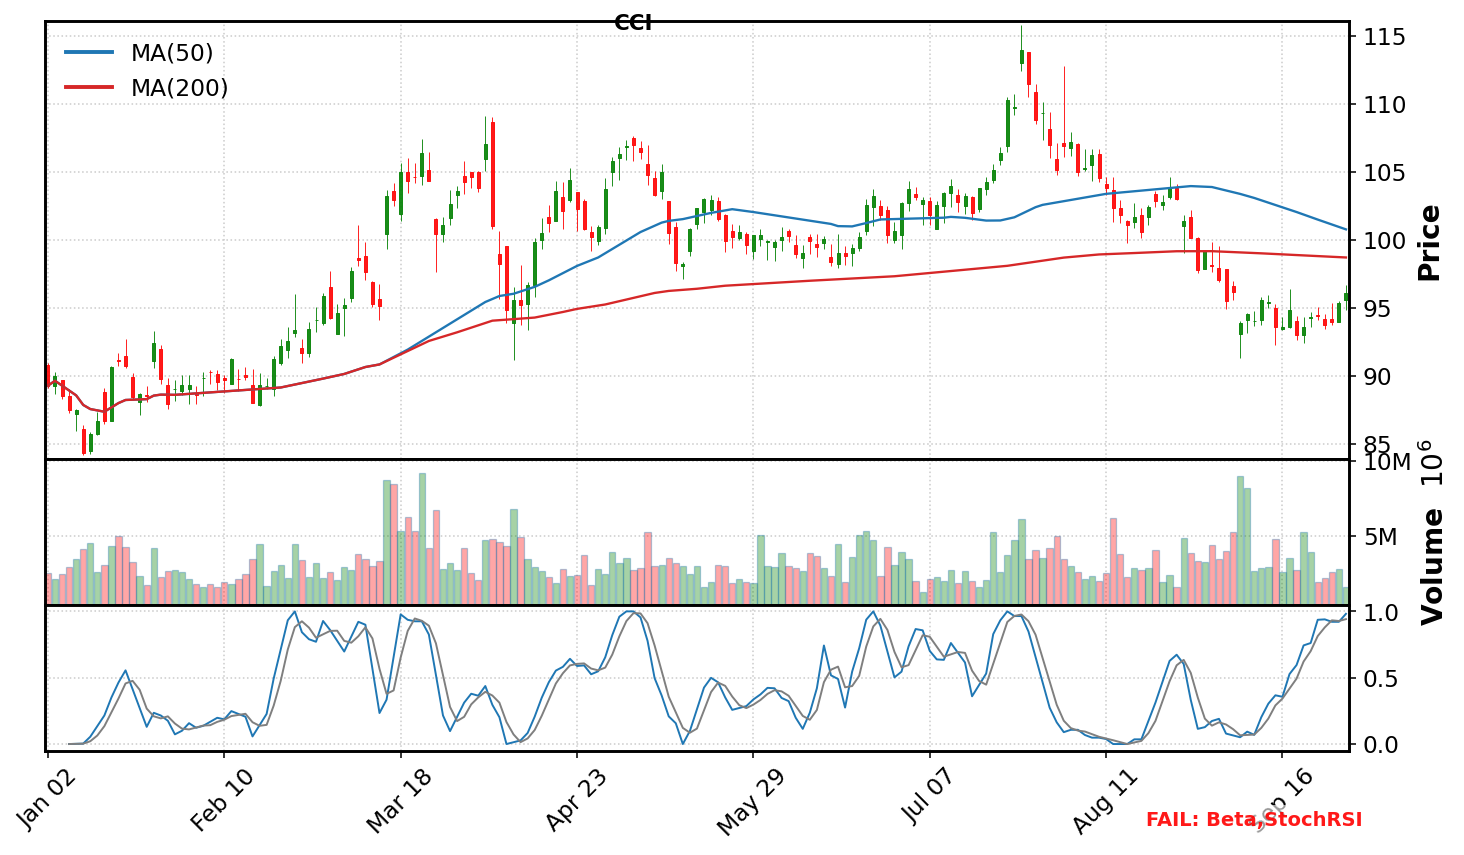 CCI
MA(50)
MA(200)
115
110
105
100
95
90
85
Price
10M
5M
Volume 10^6
1.0
0.5
0.0
Jan 02
Feb 10
Mar 18
Apr 23
May 29
Jul 07
Aug 11
Sep 16
FAIL: Beta,StochRSI